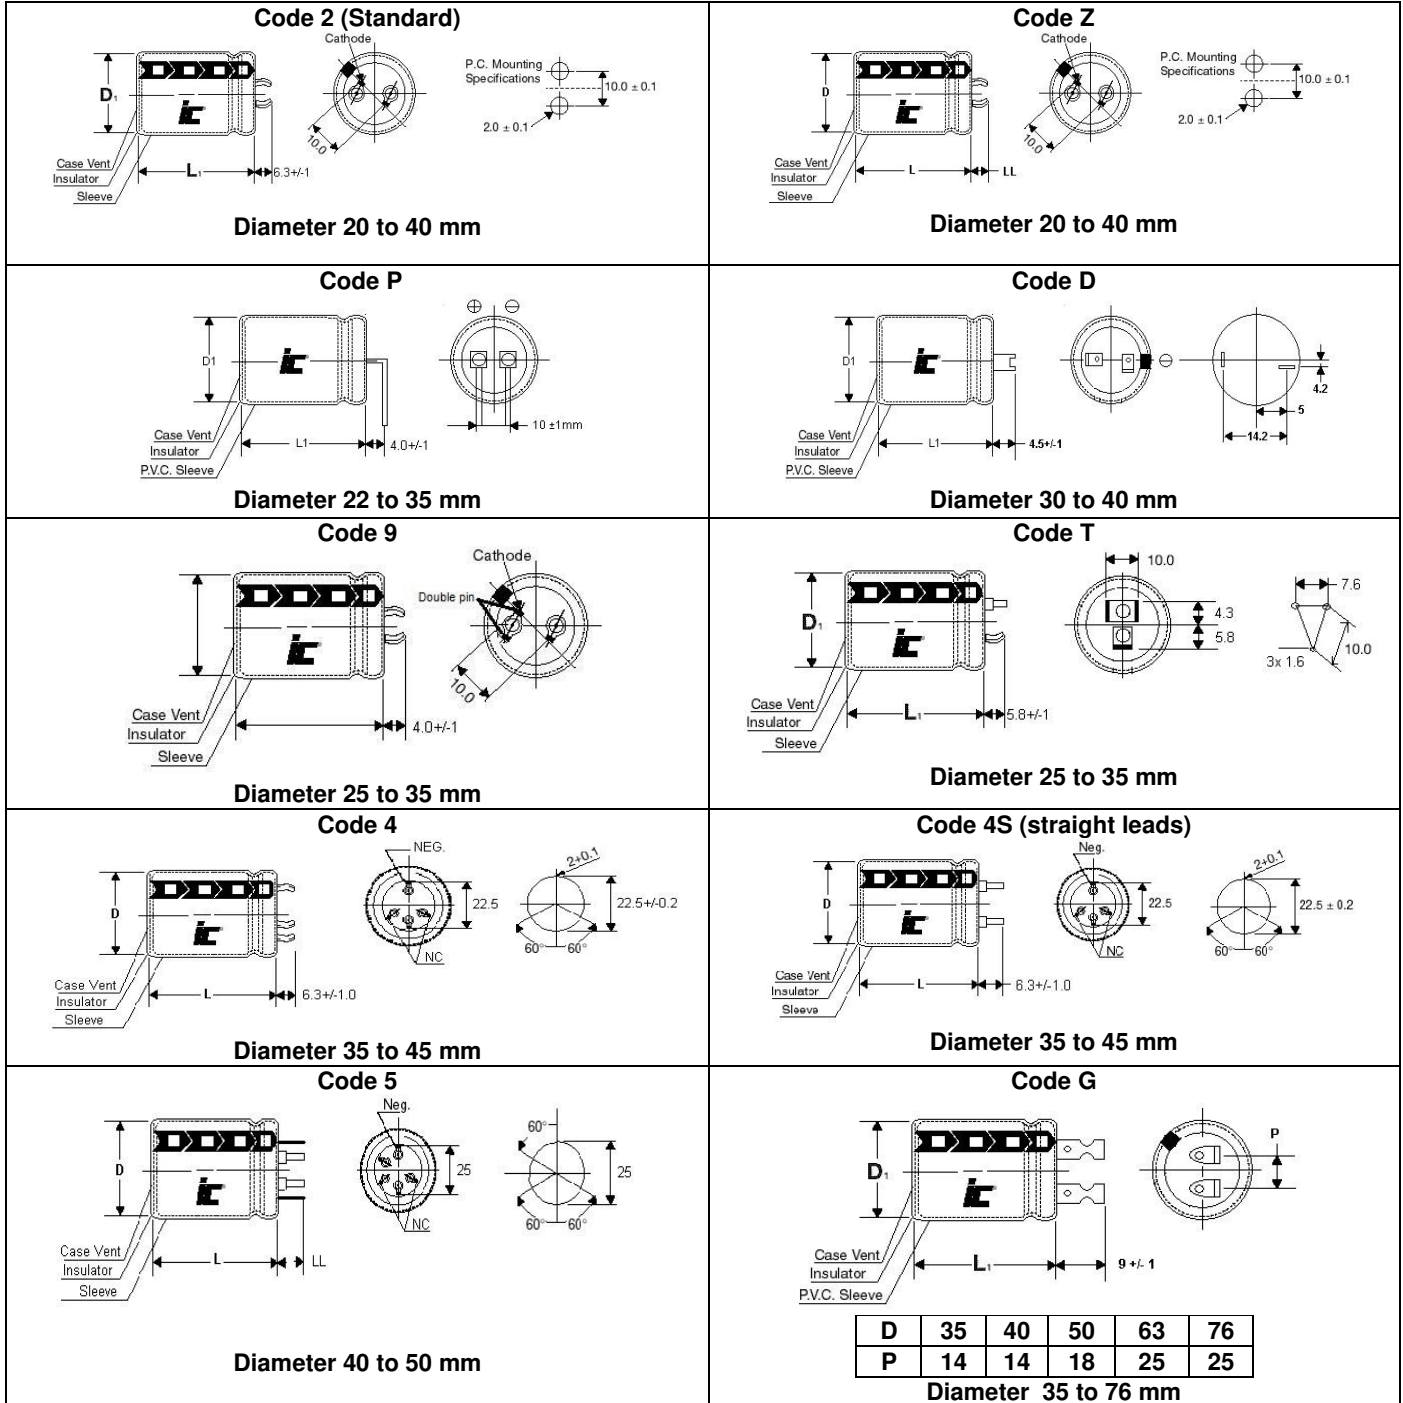 Code 2 (Standard)
Cathode
P.C. Mounting
Specifications
10.0 ± 0.1
D1
2.0 ± 0.1
10.0
ic
Case Vent
Insulator
Sleeve
L1
6.3+/-1
Diameter 20 to 40 mm
Code Z
Cathode
P.C. Mounting
Specifications
10.0 ± 0.1
D
2.0 ± 0.1
10.0
ic
Case Vent
Insulator
Sleeve
L
LL
Diameter 20 to 40 mm
Code P
D1
ic
10 ±1mm
Case Vent
Insulator
P.V.C. Sleeve
L1
4.0+/-1
Diameter 22 to 35 mm
Code D
D1
ic
4.2
5
14.2
Case Vent
Insulator
P.V.C. Sleeve
L1
4.5+/-1
Diameter 30 to 40 mm
Code 9
Cathode
Double pin
ic
10.0
Case Vent
Insulator
Sleeve
4.0+/-1
Diameter 25 to 35 mm
Code T
10.0
7.6
4.3
5.8
D1
ic
10.0
3x 1.6
Case Vent
Insulator
Sleeve
L1
5.8+/-1
Diameter 25 to 35 mm
Code 4
NEG.
2+0.1
D
22.5
22.5+/-0.2
ic
60° 60°
NC
Case Vent
Insulator
Sleeve
L
6.3+/-1.0
Diameter 35 to 45 mm
Code 4S (straight leads)
Neg.
2+0.1
D
22.5
22.5 ± 0.2
ic
60° 60°
NC
Case Vent
Insulator
Sleeve
L
6.3+/-1.0
Diameter 35 to 45 mm
Code 5
Neg.
60°
D
25
25
ic
NC
60° 60°
Case Vent
Insulator
Sleeve
L
LL
Diameter 40 to 50 mm
Code G
P
D1
ic
Case Vent
Insulator
P.V.C. Sleeve
L1
9 +/- 1
D 35 40 50 63 76
P 14 14 18 25 25
Diameter 35 to 76 mm